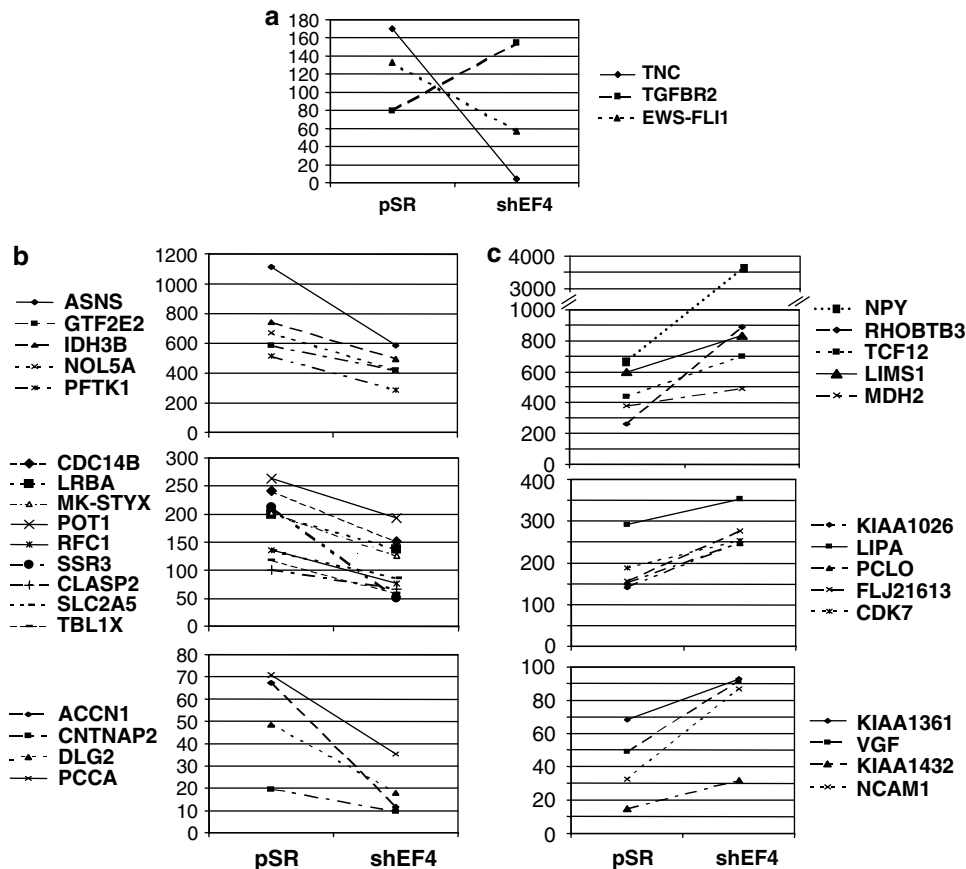 a
180
160
140
120
100
80
60
40
20
0
pSR shEF4
TNC
TGFBR2
EWS-FLI1
b
ASNS
GTF2E2
IDH3B
NOL5A
PFTK1
1200
1000
800
600
400
200
0
CDC14B
LRBA
MK-STYX
POT1
RFC1
SSR3
CLASP2
SLC2A5
TBL1X
300
250
200
150
100
50
0
ACCN1
CNTNAP2
DLG2
PCCA
80
70
60
50
40
30
20
10
0
pSR shEF4
c
4000
3000
1000
800
600
400
200
0
NPY
RHOBTB3
TCF12
LIMS1
MDH2
400
300
200
100
0
KIAA1026
LIPA
PCLO
FLJ21613
CDK7
100
80
60
40
20
0
KIAA1361
VGF
KIAA1432
NCAM1
pSR shEF4